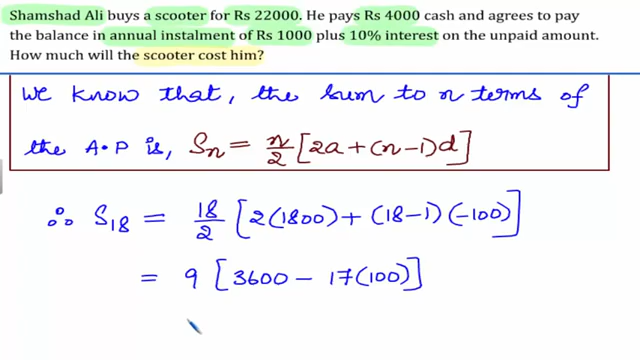 Shamshad Ali buys a scooter for Rs 22000. He pays Rs 4000 cash and agrees to pay
the balance in annual instalment of Rs 1000 plus 10% interest on the unpaid amount.
How much will the scooter cost him?
We know that, the sum to n terms of
the A.P is, Sₙ = n/2 [2a + (n-1)d]
∴ S₁₈ = 18/2 [2(1800) + (18-1)(-100)]
= 9 [3600 - 17(100)]